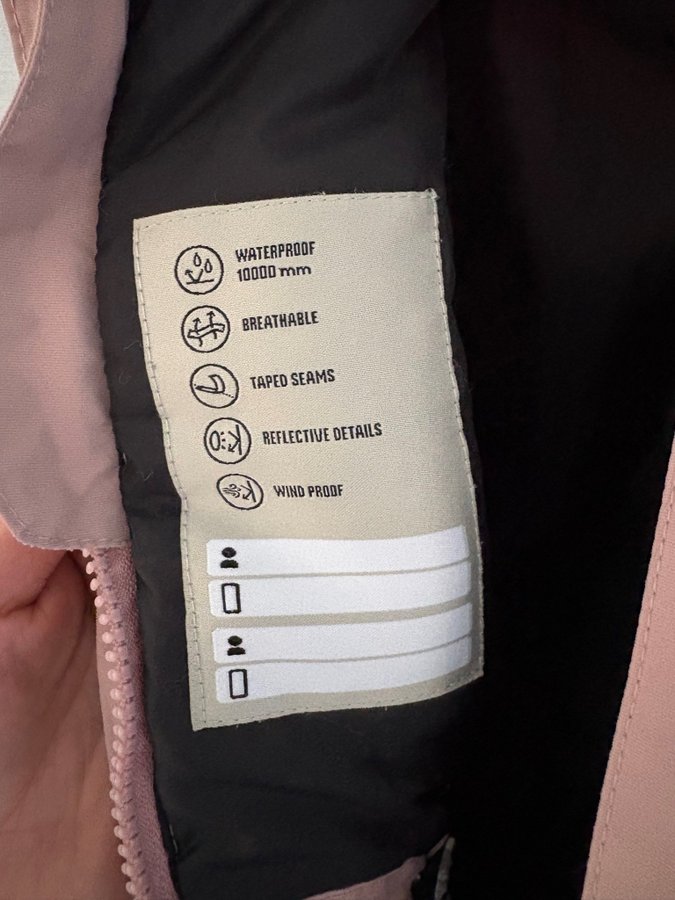 WATERPROOF
10000 mm
BREATHABLE
TAPED SEAMS
REFLECTIVE DETAILS
WIND PROOF